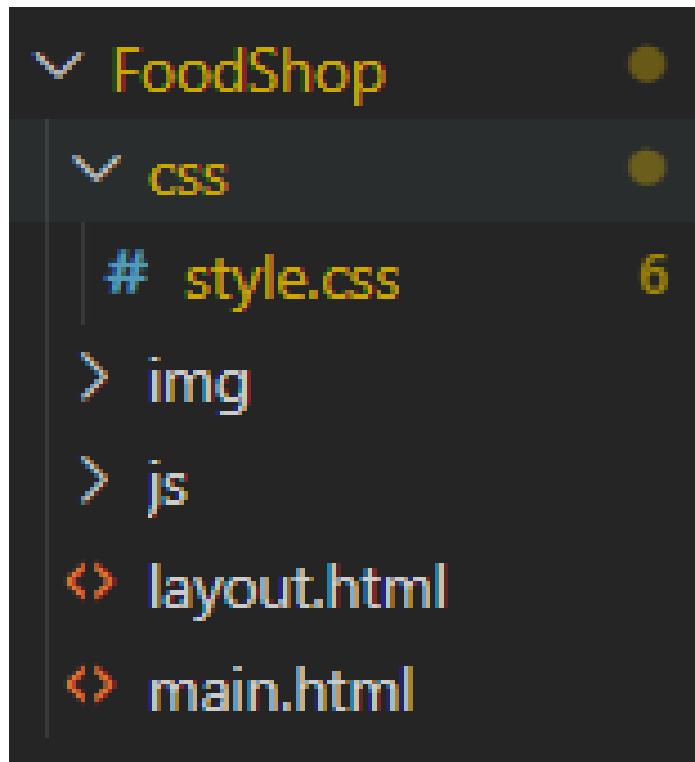 FoodShop
css
# style.css 6
img
js
<> layout.html
<> main.html